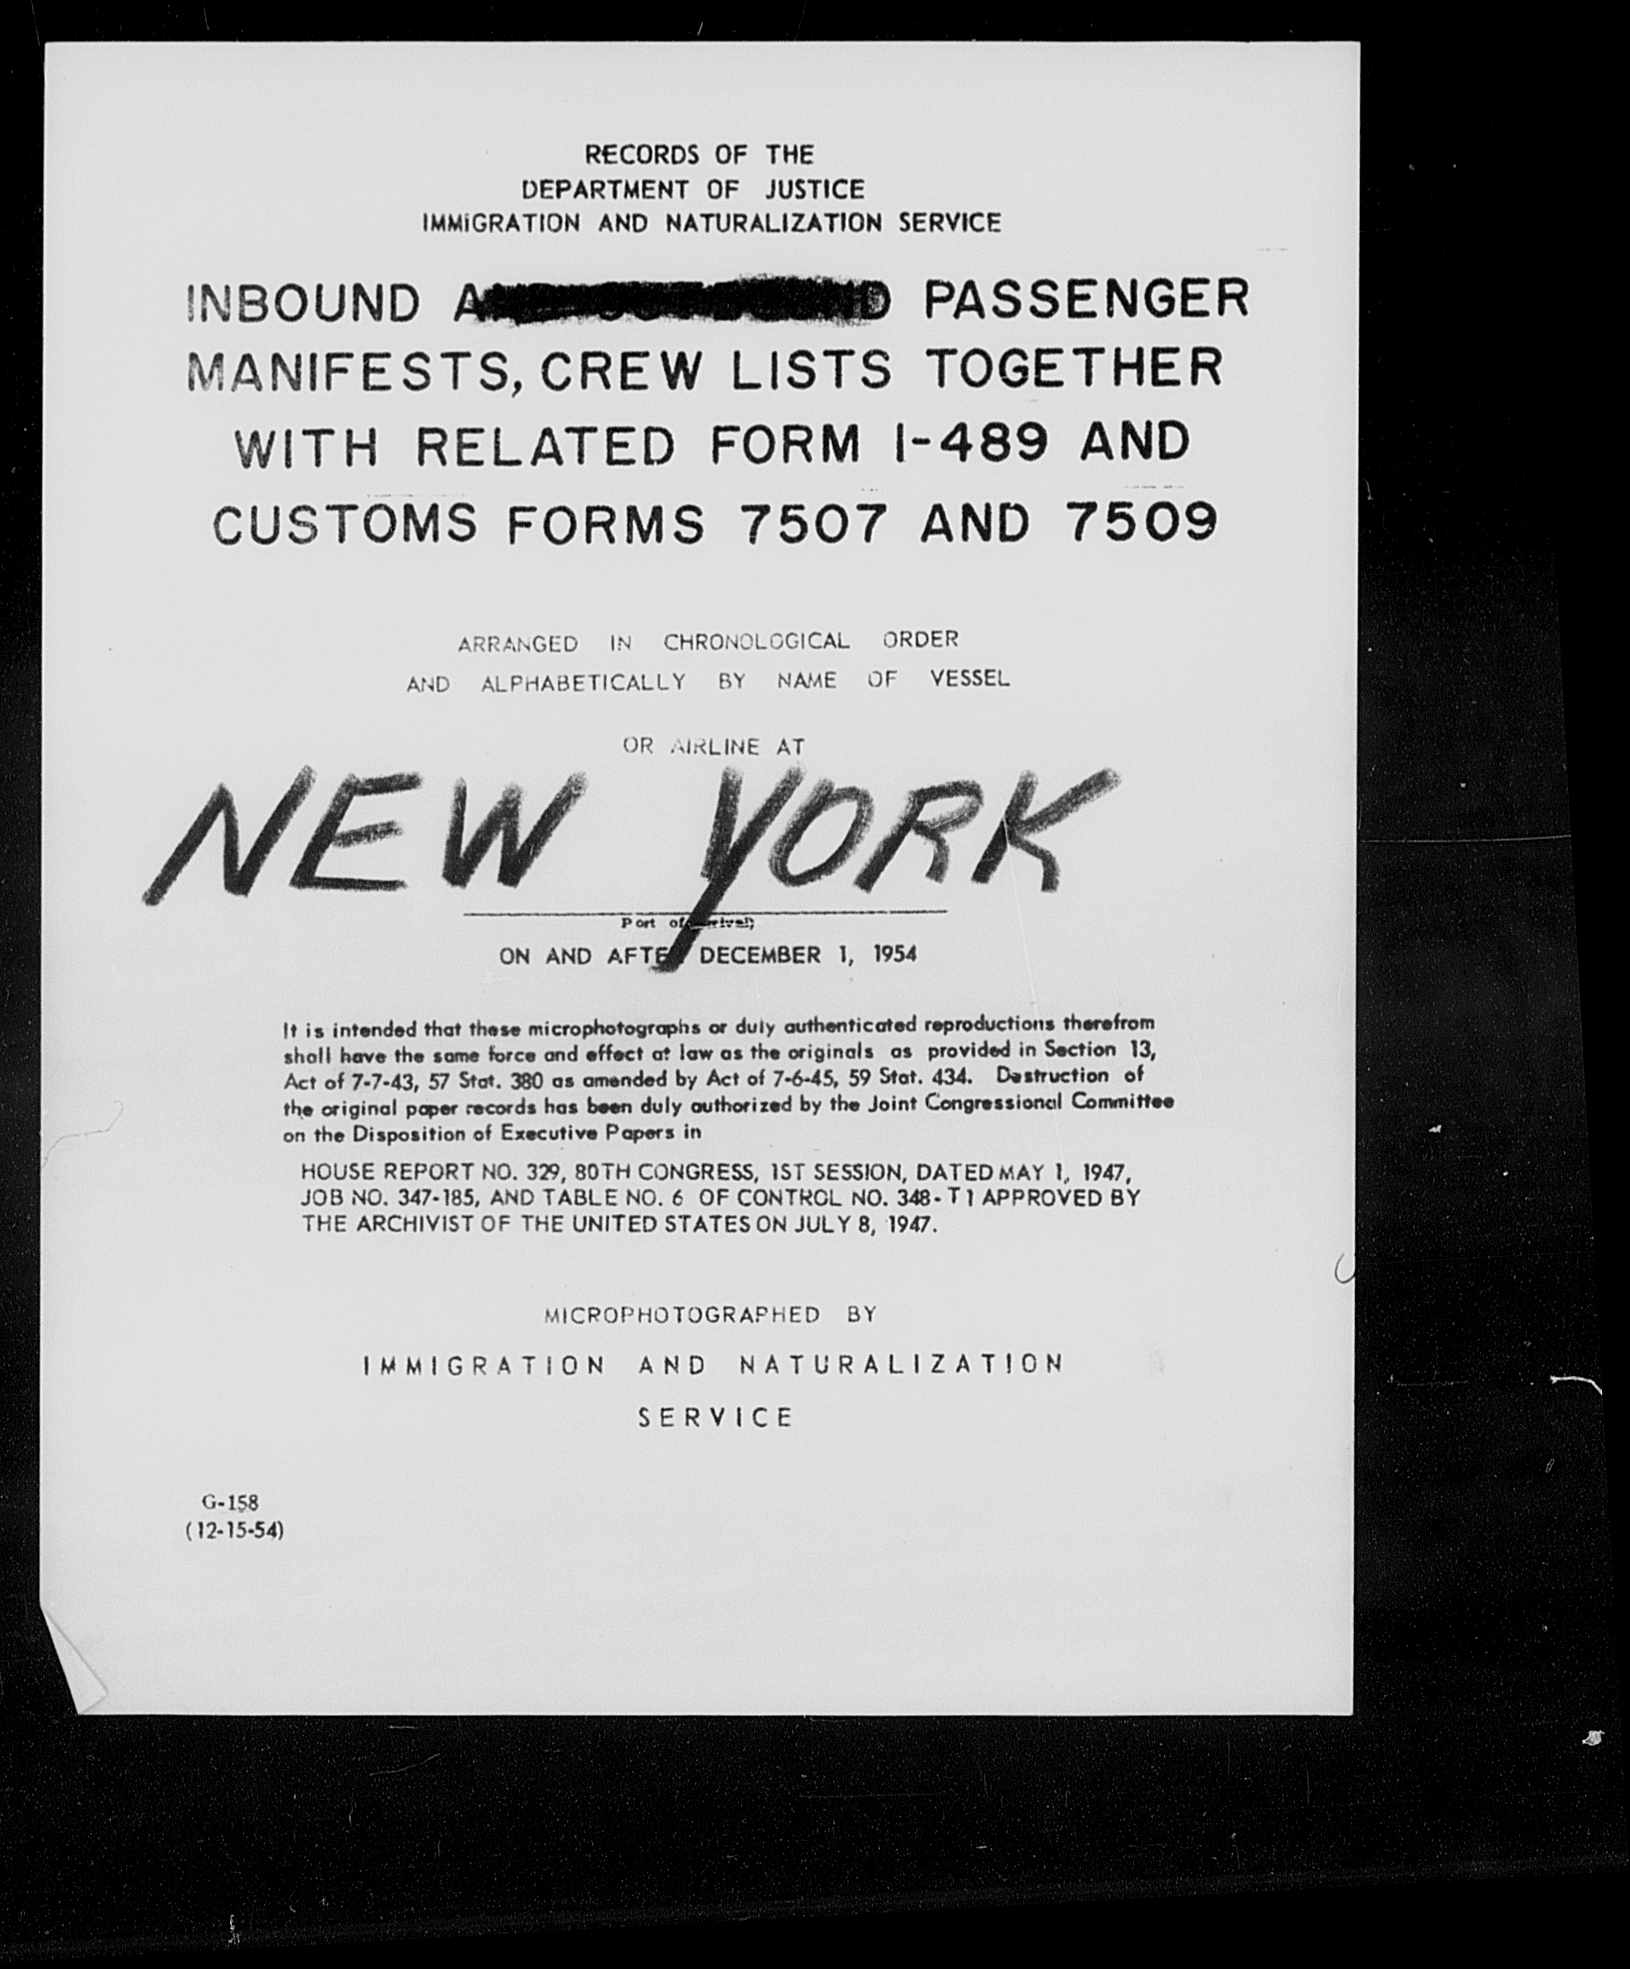 RECORDS OF THE
DEPARTMENT OF JUSTICE
IMMIGRATION AND NATURALIZATION SERVICE
INBOUND PASSENGER
MANIFESTS, CREW LISTS TOGETHER
WITH RELATED FORM I-489 AND
CUSTOMS FORMS 7507 AND 7509
ARRANGED IN CHRONOLOGICAL ORDER
AND ALPHABETICALLY BY NAME OF VESSEL
OR AIRLINE AT
NEW YORK
Port of
ON AND AFTER DECEMBER 1, 1954
It is intended that these microphotographs or duly authenticated reproductions therefrom
shall have the same force and effect at law as the originals as provided in Section 13,
Act of 7-7-43, 57 Stat. 380 as amended by Act of 7-6-45, 59 Stat. 434. Destruction of
the original paper records has been duly authorized by the Joint Congressional Committee
on the Disposition of Executive Papers in
HOUSE REPORT NO. 329, 80TH CONGRESS, 1ST SESSION, DATED MAY 1, 1947,
JOB NO. 347-185, AND TABLE NO. 6 OF CONTROL NO. 348-T1 APPROVED BY
THE ARCHIVIST OF THE UNITED STATES ON JULY 8, 1947.
MICROPHOTOGRAPHED BY
IMMIGRATION AND NATURALIZATION
SERVICE
G-158
(12-15-54)